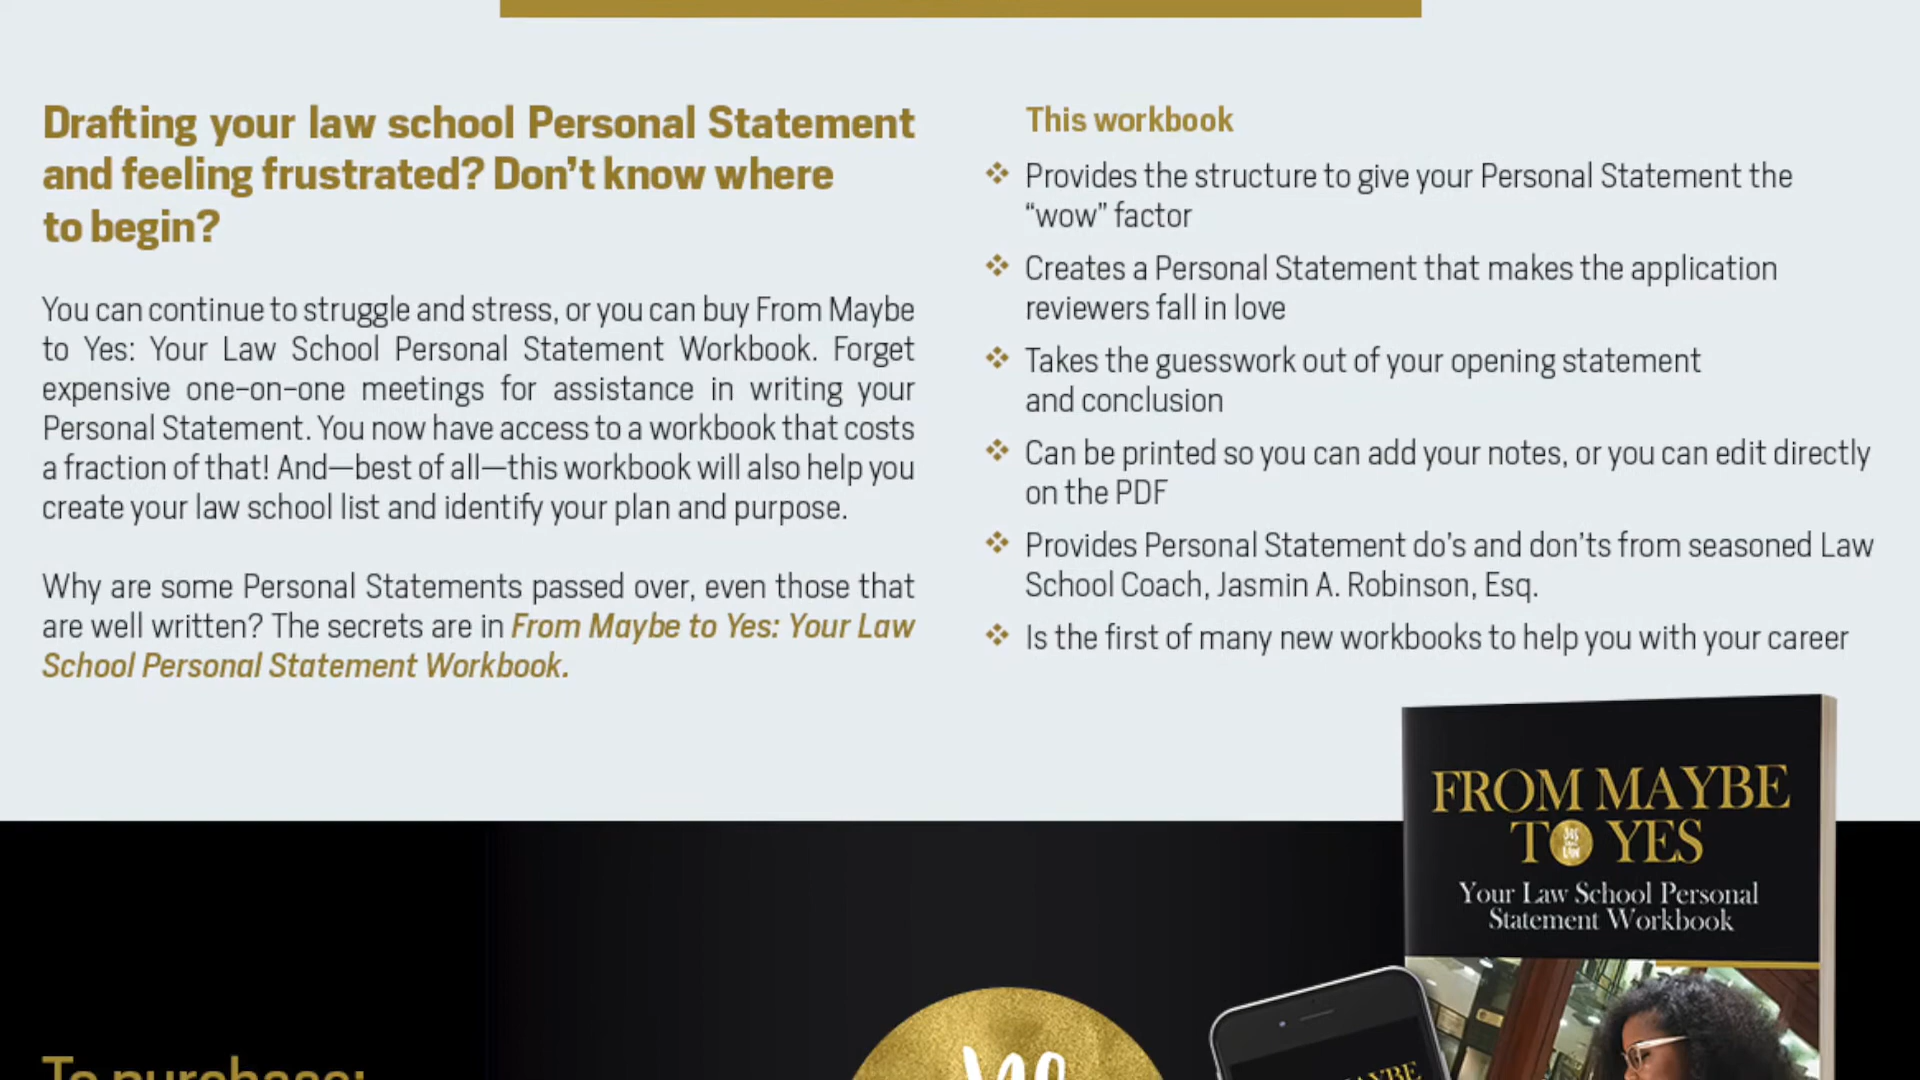 Drafting your law school Personal Statement
and feeling frustrated? Don’t know where
to begin?
You can continue to struggle and stress, or you can buy From Maybe
to Yes: Your Law School Personal Statement Workbook. Forget
expensive one-on-one meetings for assistance in writing your
Personal Statement. You now have access to a workbook that costs
a fraction of that! And—best of all—this workbook will also help you
create your law school list and identify your plan and purpose.
Why are some Personal Statements passed over, even those that
are well written? The secrets are in From Maybe to Yes: Your Law
School Personal Statement Workbook.
This workbook
Provides the structure to give your Personal Statement the
“wow” factor
Creates a Personal Statement that makes the application
reviewers fall in love
Takes the guesswork out of your opening statement
and conclusion
Can be printed so you can add your notes, or you can edit directly
on the PDF
Provides Personal Statement do’s and don’ts from seasoned Law
School Coach, Jasmin A. Robinson, Esq.
Is the first of many new workbooks to help you with your career
FROM MAYBE
TO YES
Your Law School Personal
Statement Workbook
To purchase: